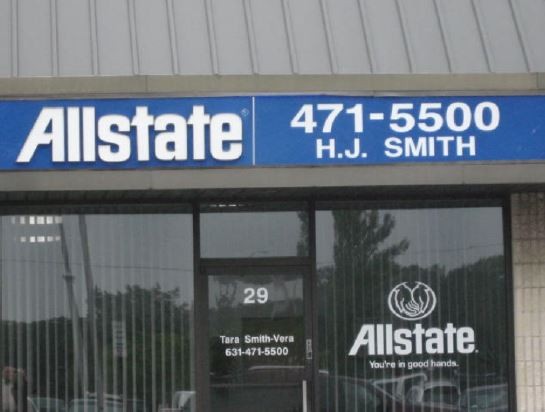 Allstate® 471-5500
H.J. SMITH
29
Tara Smith-Vera
631-471-5500
Allstate.
You're in good hands.